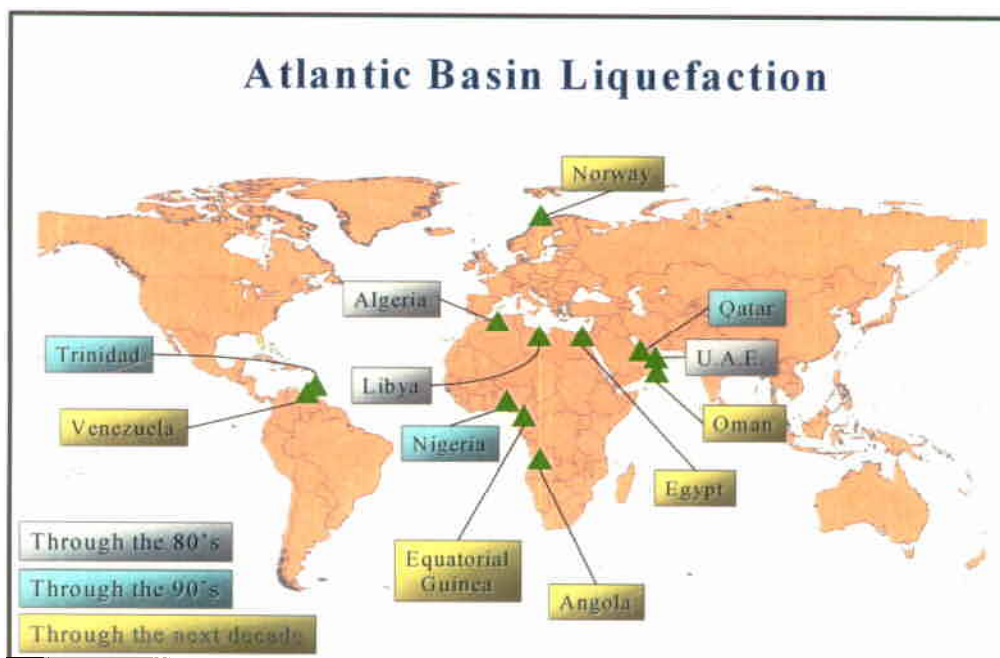 Atlantic Basin Liquefaction
Norway
Algeria
Qatar
Trinidad
U.A.E.
Libya
Venezuela
Oman
Nigeria
Egypt
Through the 80's
Equatorial
Guinea
Through the 90's
Angola
Through the next decade